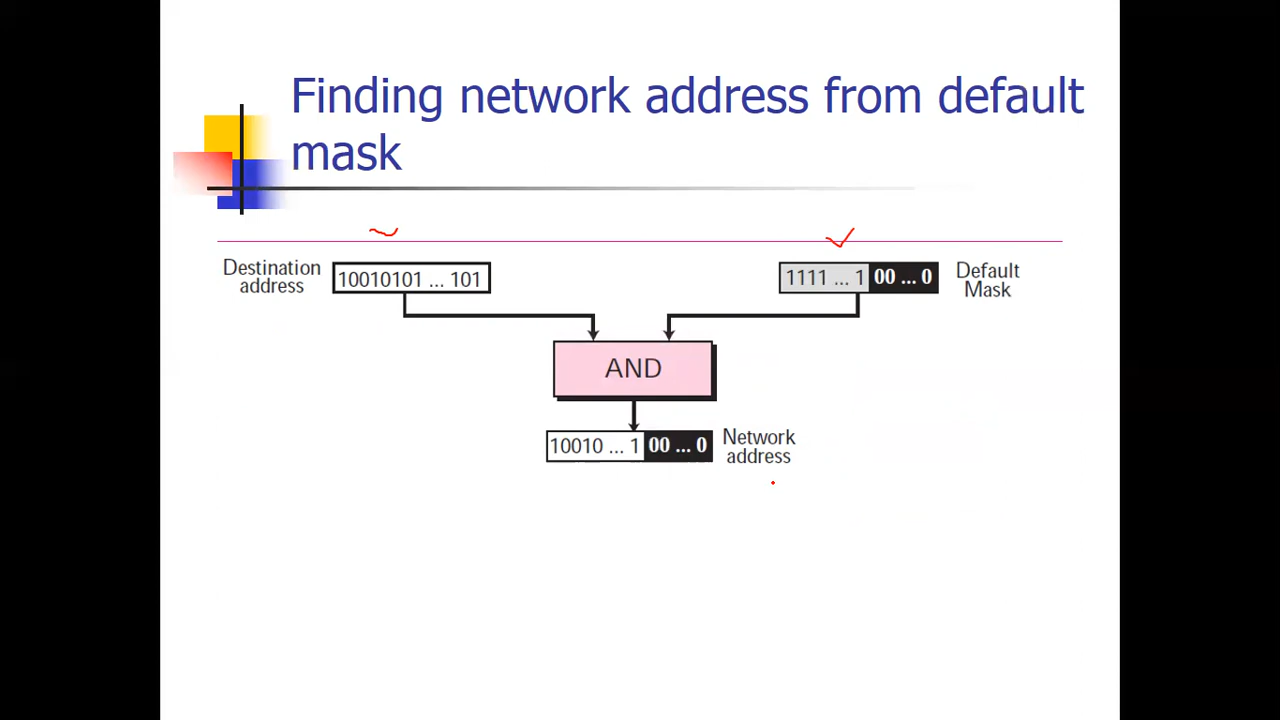 Finding network address from default
mask
Destination
address
10010101 ... 101
1111 ... 1 00 ... 0
Default
Mask
AND
10010 ... 1 00 ... 0
Network
address